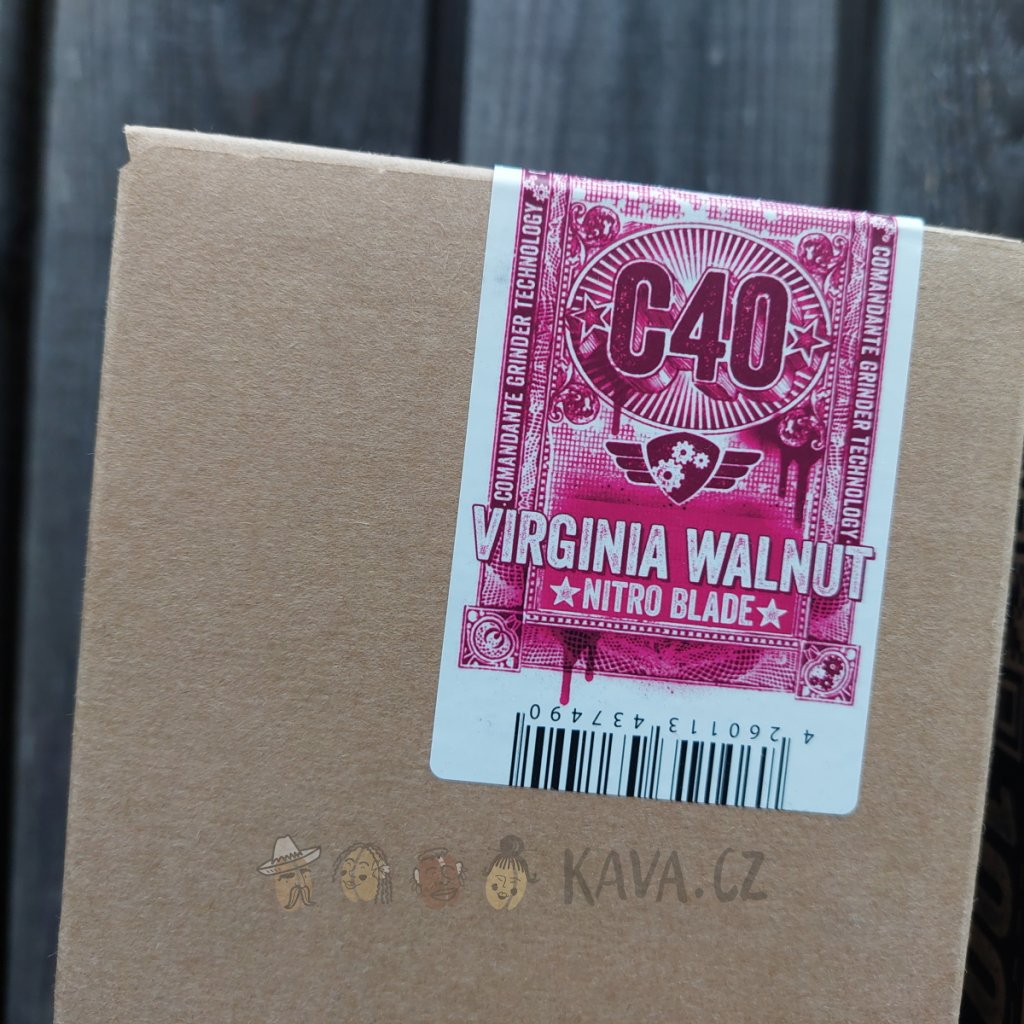 COMANDANTE GRINDER TECHNOLOGY
C40
COMANDANTE GRINDER TECHNOLOGY
VIRGINIA WALNUT
NITRO BLADE
4 260113 437490
KAVA.CZ